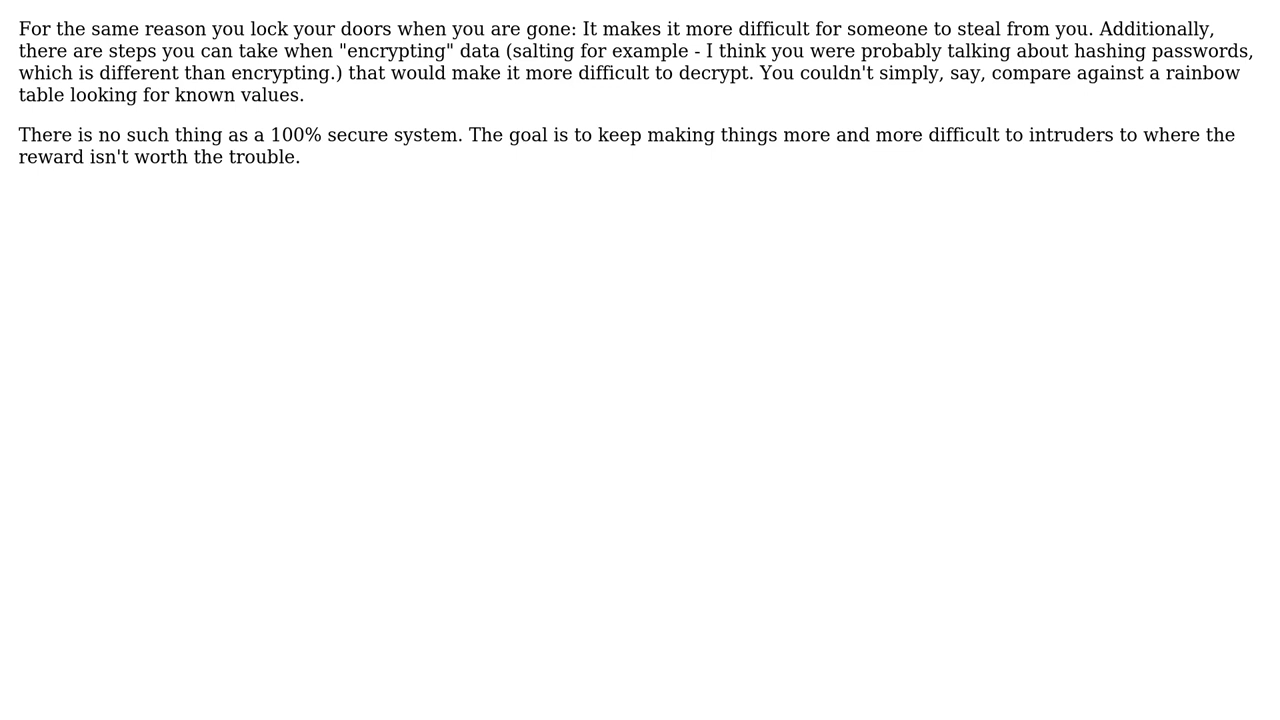 For the same reason you lock your doors when you are gone: It makes it more difficult for someone to steal from you. Additionally,
there are steps you can take when "encrypting" data (salting for example - I think you were probably talking about hashing passwords,
which is different than encrypting.) that would make it more difficult to decrypt. You couldn't simply, say, compare against a rainbow
table looking for known values.
There is no such thing as a 100% secure system. The goal is to keep making things more and more difficult to intruders to where the
reward isn't worth the trouble.